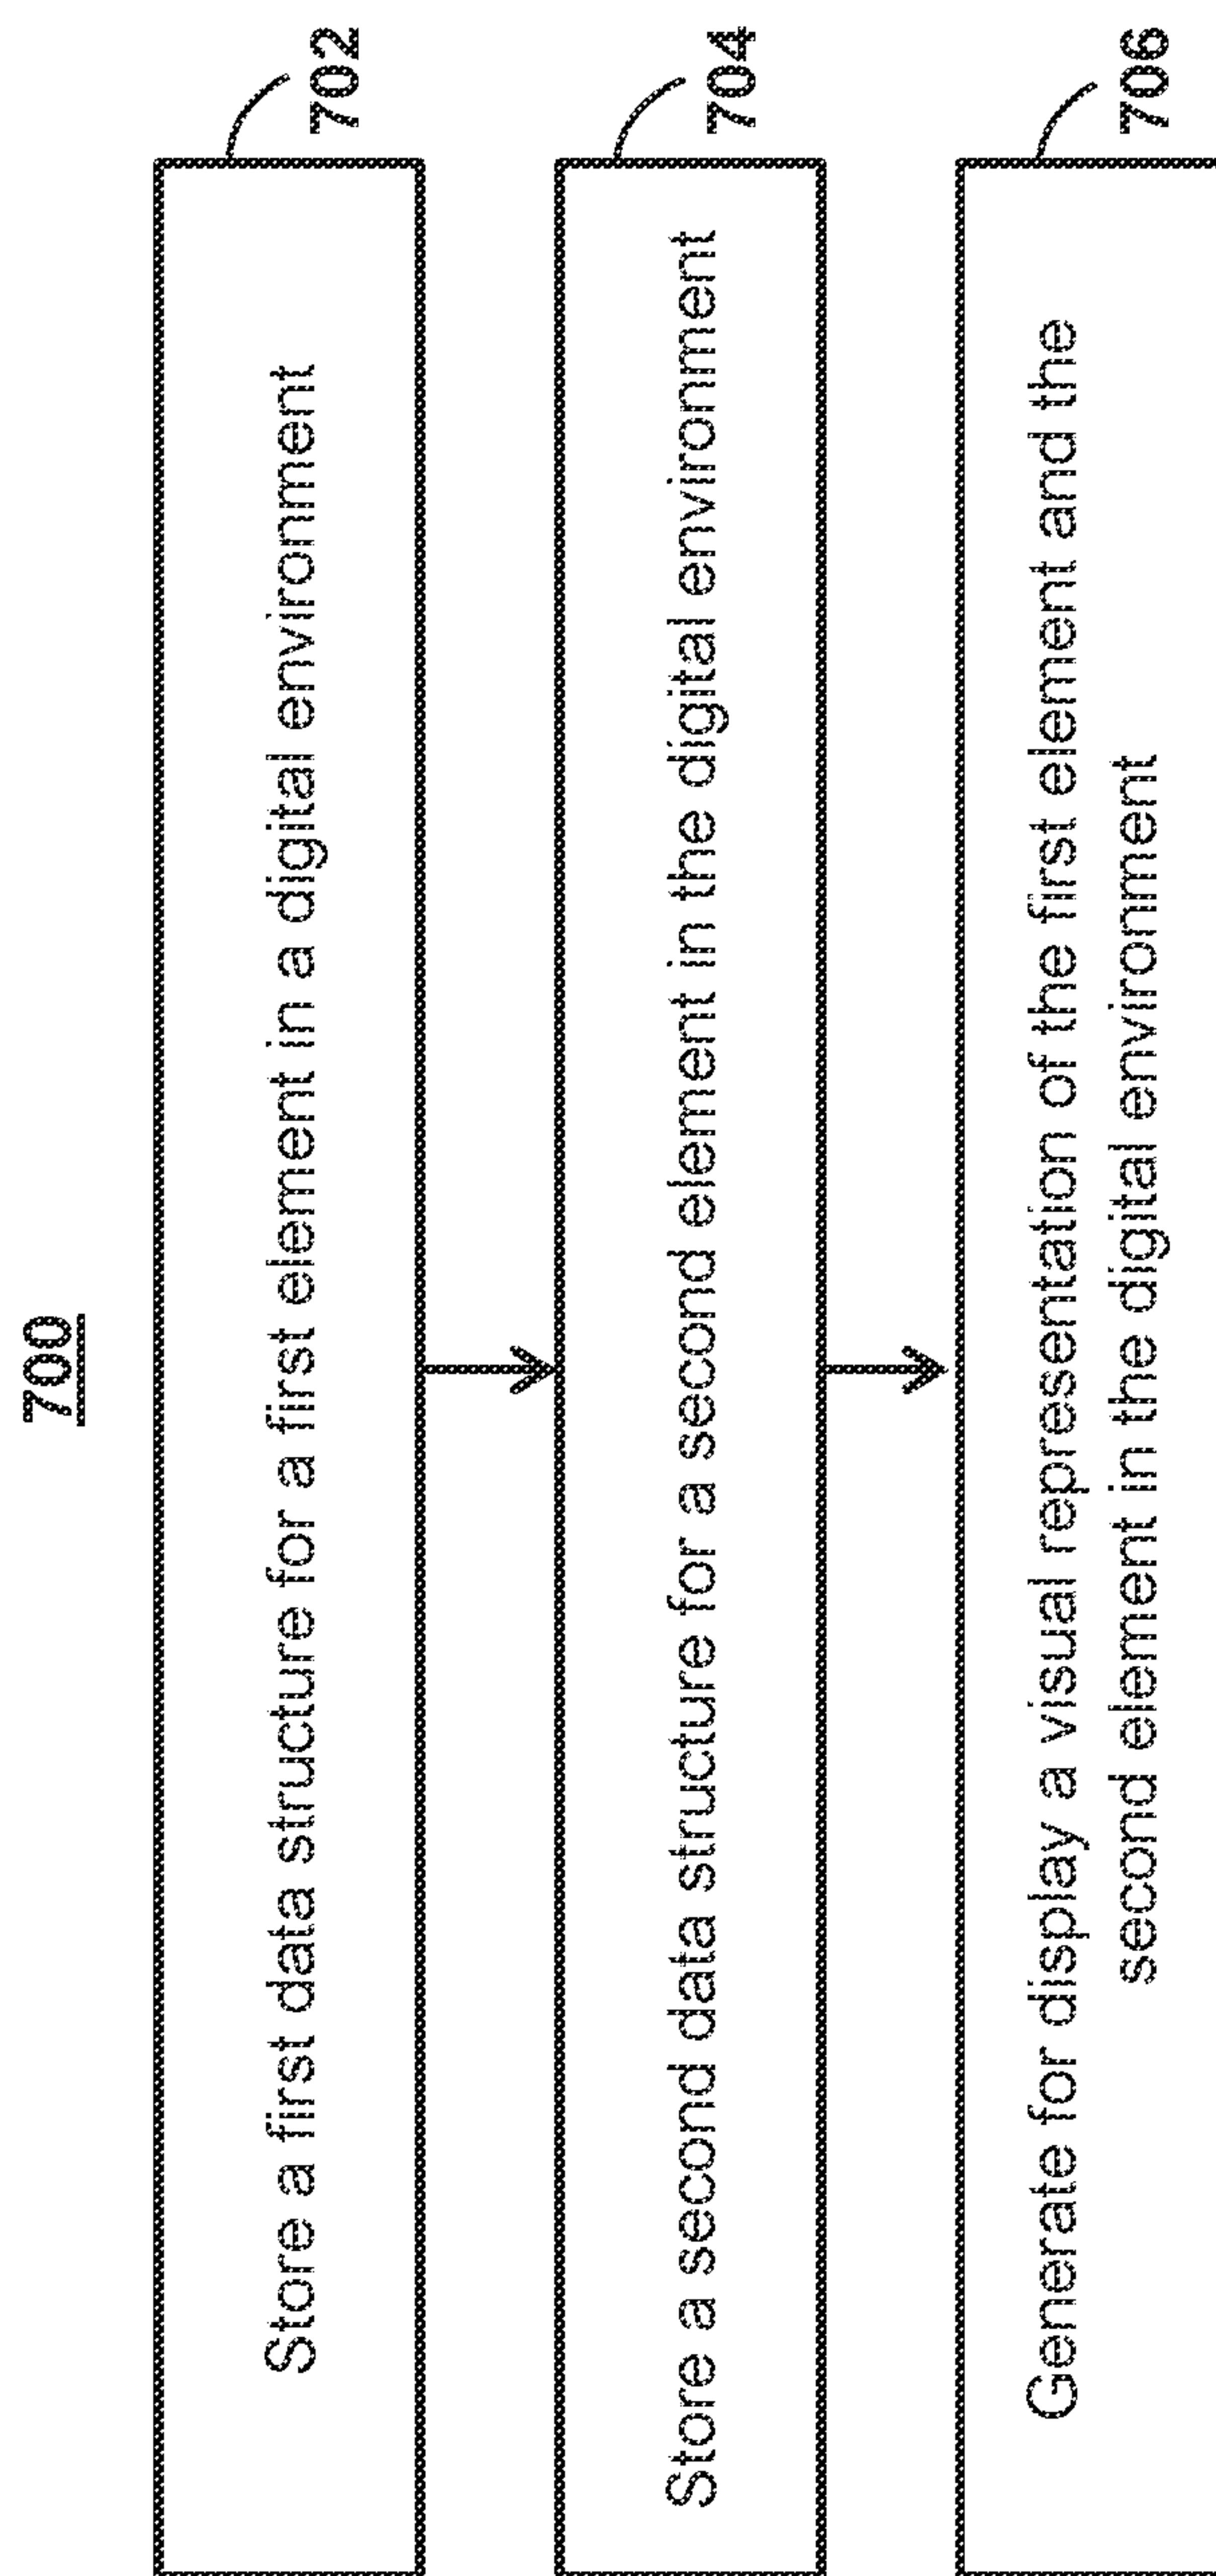 700
Store a first data structure for a first element in a digital environment
702
Store a second data structure for a second element in the digital environment
704
Generate for display a visual representation of the first element and the
second element in the digital environment
706